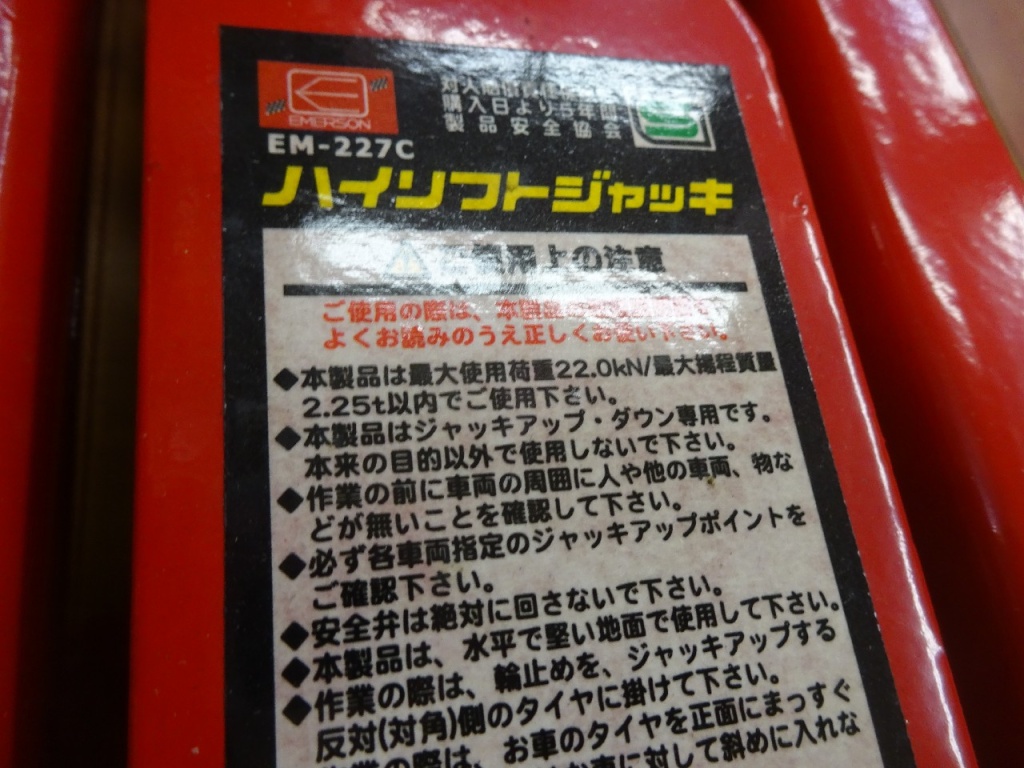 EMERSON
対人賠償責任
購入日より5年間
製品安全協会
EM-227C
ハイリフトジャッキ
使用上の注意
ご使用の際は、本製品の
よくお読みのうえ正しくお使い下さい。
◆本製品は最大使用荷重22.0kN/最大揚程質量
2.25t以内でご使用下さい。
◆本製品はジャッキアップ・ダウン専用です。
本来の目的以外で使用しないで下さい。
◆作業の前に車両の周囲に人や他の車両、物な
どが無いことを確認して下さい。
◆必ず各車両指定のジャッキアップポイントを
ご確認下さい。
◆安全弁は絶対に回さないで下さい。
◆本製品は、水平で堅い地面で使用して下さい。
◆作業の際は、輪止めを、ジャッキアップする
反対(対角)側のタイヤに掛けて下さい。
の際は、お車のタイヤを正面にまっすぐ
車に対して斜めに入れな